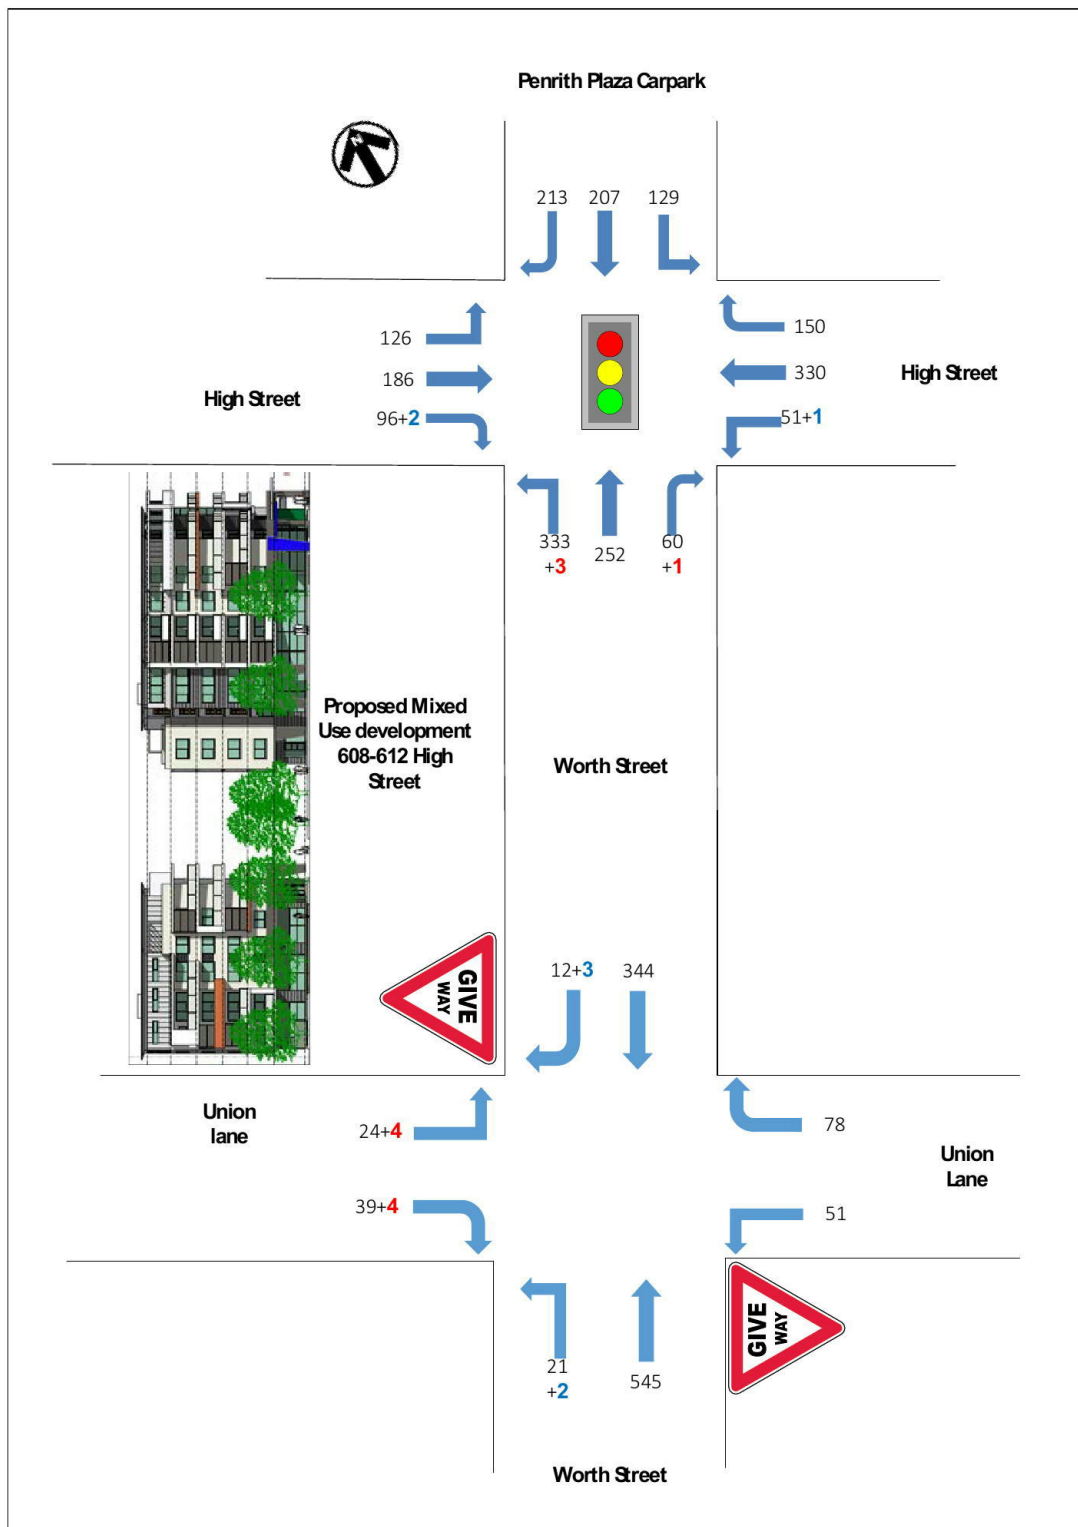 Penrith Plaza Carpark
213 207 129
126
150
186
330
High Street
High Street
96+2
51+1
333
+3
252
60
+1
Proposed Mixed
Use development
608-612 High
Street
Worth Street
GIVE
WAY
12+3 344
Union
lane
24+4
78
Union
Lane
39+4
51
GIVE
WAY
21
+2
545
Worth Street